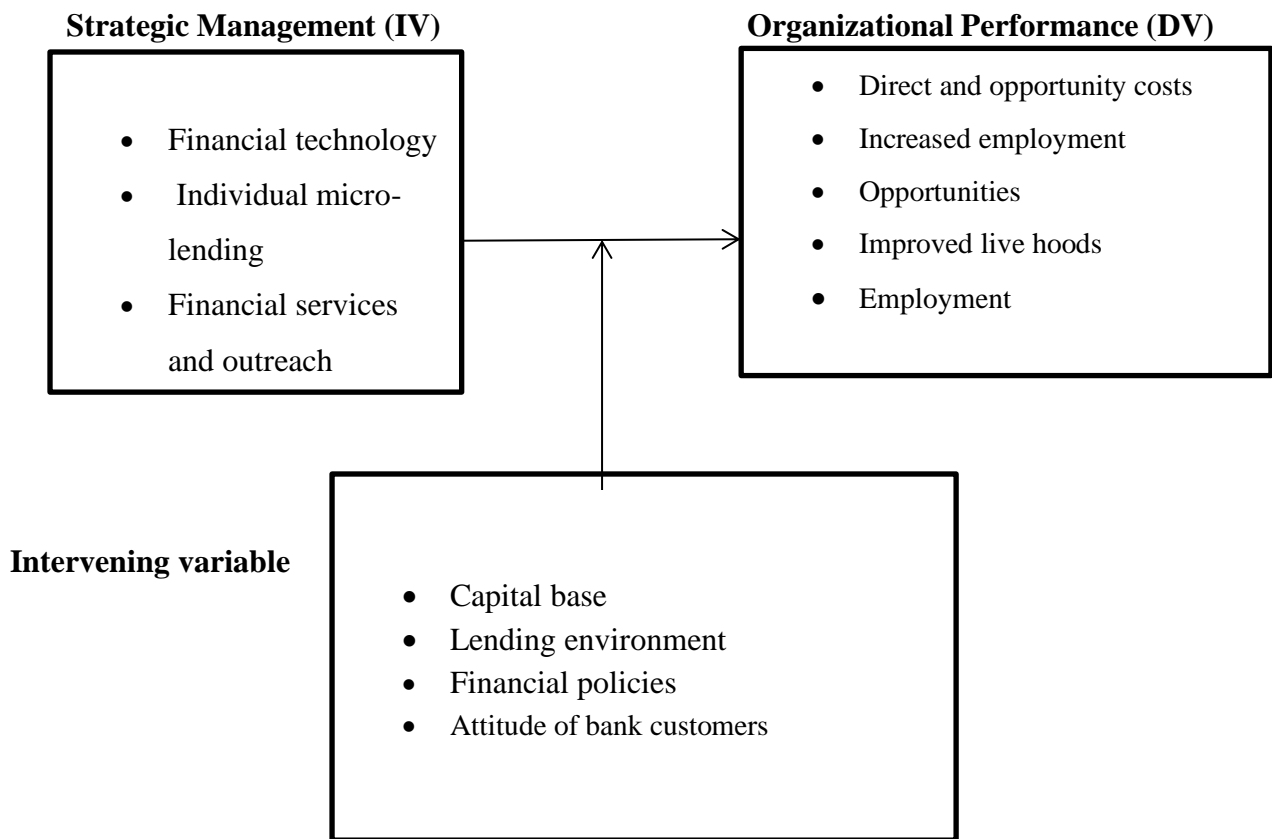 Strategic Management (IV)
• Financial technology
• Individual micro-
lending
• Financial services
and outreach
Organizational Performance (DV)
• Direct and opportunity costs
• Increased employment
• Opportunities
• Improved live hoods
• Employment
Intervening variable
• Capital base
• Lending environment
• Financial policies
• Attitude of bank customers